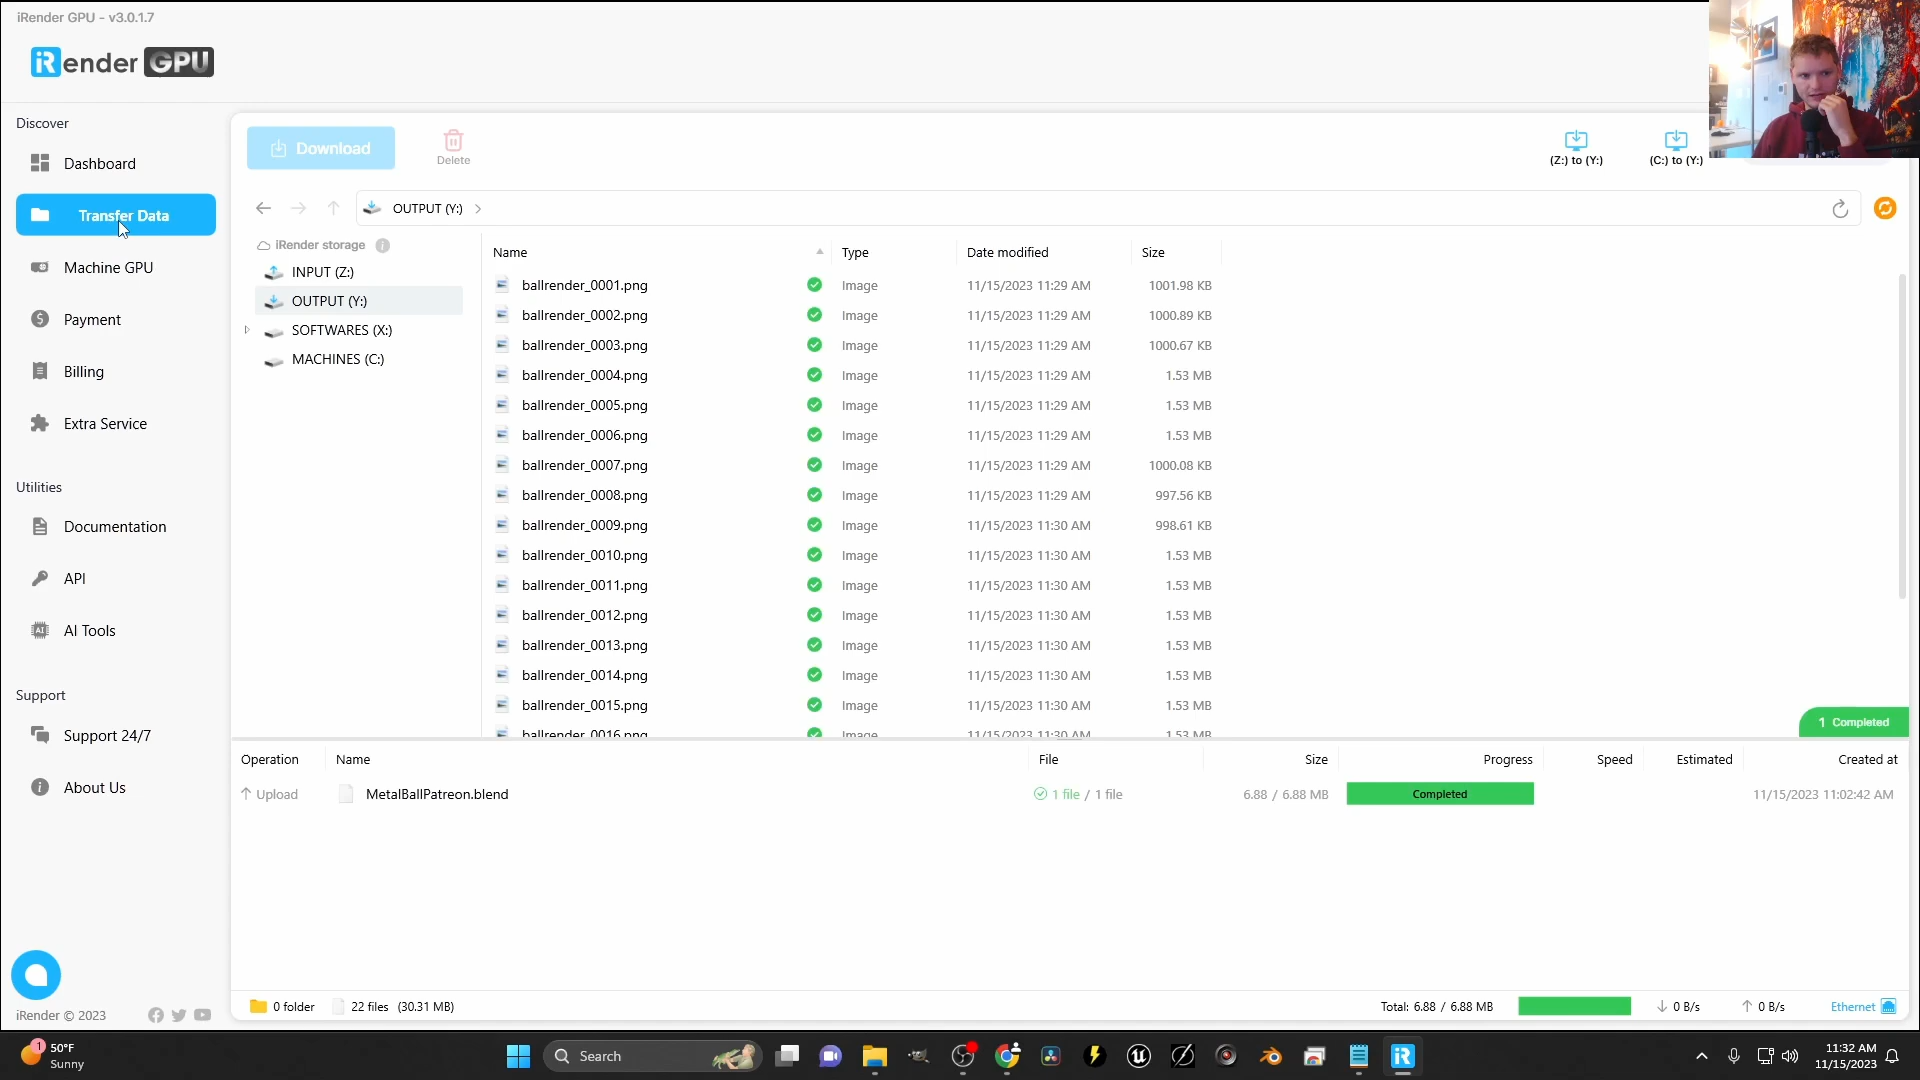 iRender GPU - v3.0.1.7
iRender GPU
Discover
Dashboard
Transfer Data
Machine GPU
Payment
Billing
Extra Service
Utilities
Documentation
API
AI Tools
Support
Support 24/7
About Us
iRender © 2023
Download
Delete
(Z:) to (Y:)
(C:) to (Y:)
OUTPUT (Y:)
iRender storage
INPUT (Z:)
OUTPUT (Y:)
SOFTWARES (X:)
MACHINES (C:)
Name Type Date modified Size
ballrender_0001.png Image 11/15/2023 11:29 AM 1001.98 KB
ballrender_0002.png Image 11/15/2023 11:29 AM 1000.89 KB
ballrender_0003.png Image 11/15/2023 11:29 AM 1000.67 KB
ballrender_0004.png Image 11/15/2023 11:29 AM 1.53 MB
ballrender_0005.png Image 11/15/2023 11:29 AM 1.53 MB
ballrender_0006.png Image 11/15/2023 11:29 AM 1.53 MB
ballrender_0007.png Image 11/15/2023 11:29 AM 1000.08 KB
ballrender_0008.png Image 11/15/2023 11:29 AM 997.56 KB
ballrender_0009.png Image 11/15/2023 11:30 AM 998.61 KB
ballrender_0010.png Image 11/15/2023 11:30 AM 1.53 MB
ballrender_0011.png Image 11/15/2023 11:30 AM 1.53 MB
ballrender_0012.png Image 11/15/2023 11:30 AM 1.53 MB
ballrender_0013.png Image 11/15/2023 11:30 AM 1.53 MB
ballrender_0014.png Image 11/15/2023 11:30 AM 1.53 MB
ballrender_0015.png Image 11/15/2023 11:30 AM 1.53 MB
ballrender_0016.png Image 11/15/2023 11:30 AM 1.53 MB
1 Completed
Operation Name File Size Progress Speed Estimated Created at
Upload MetalBallPatreon.blend 1 file / 1 file 6.88 / 6.88 MB Completed 11/15/2023 11:02:42 AM
0 folder 22 files (30.31 MB) Total: 6.88 / 6.88 MB 0 B/s 0 B/s Ethernet
1
50°F
Sunny
Search
iR
11:32 AM
11/15/2023